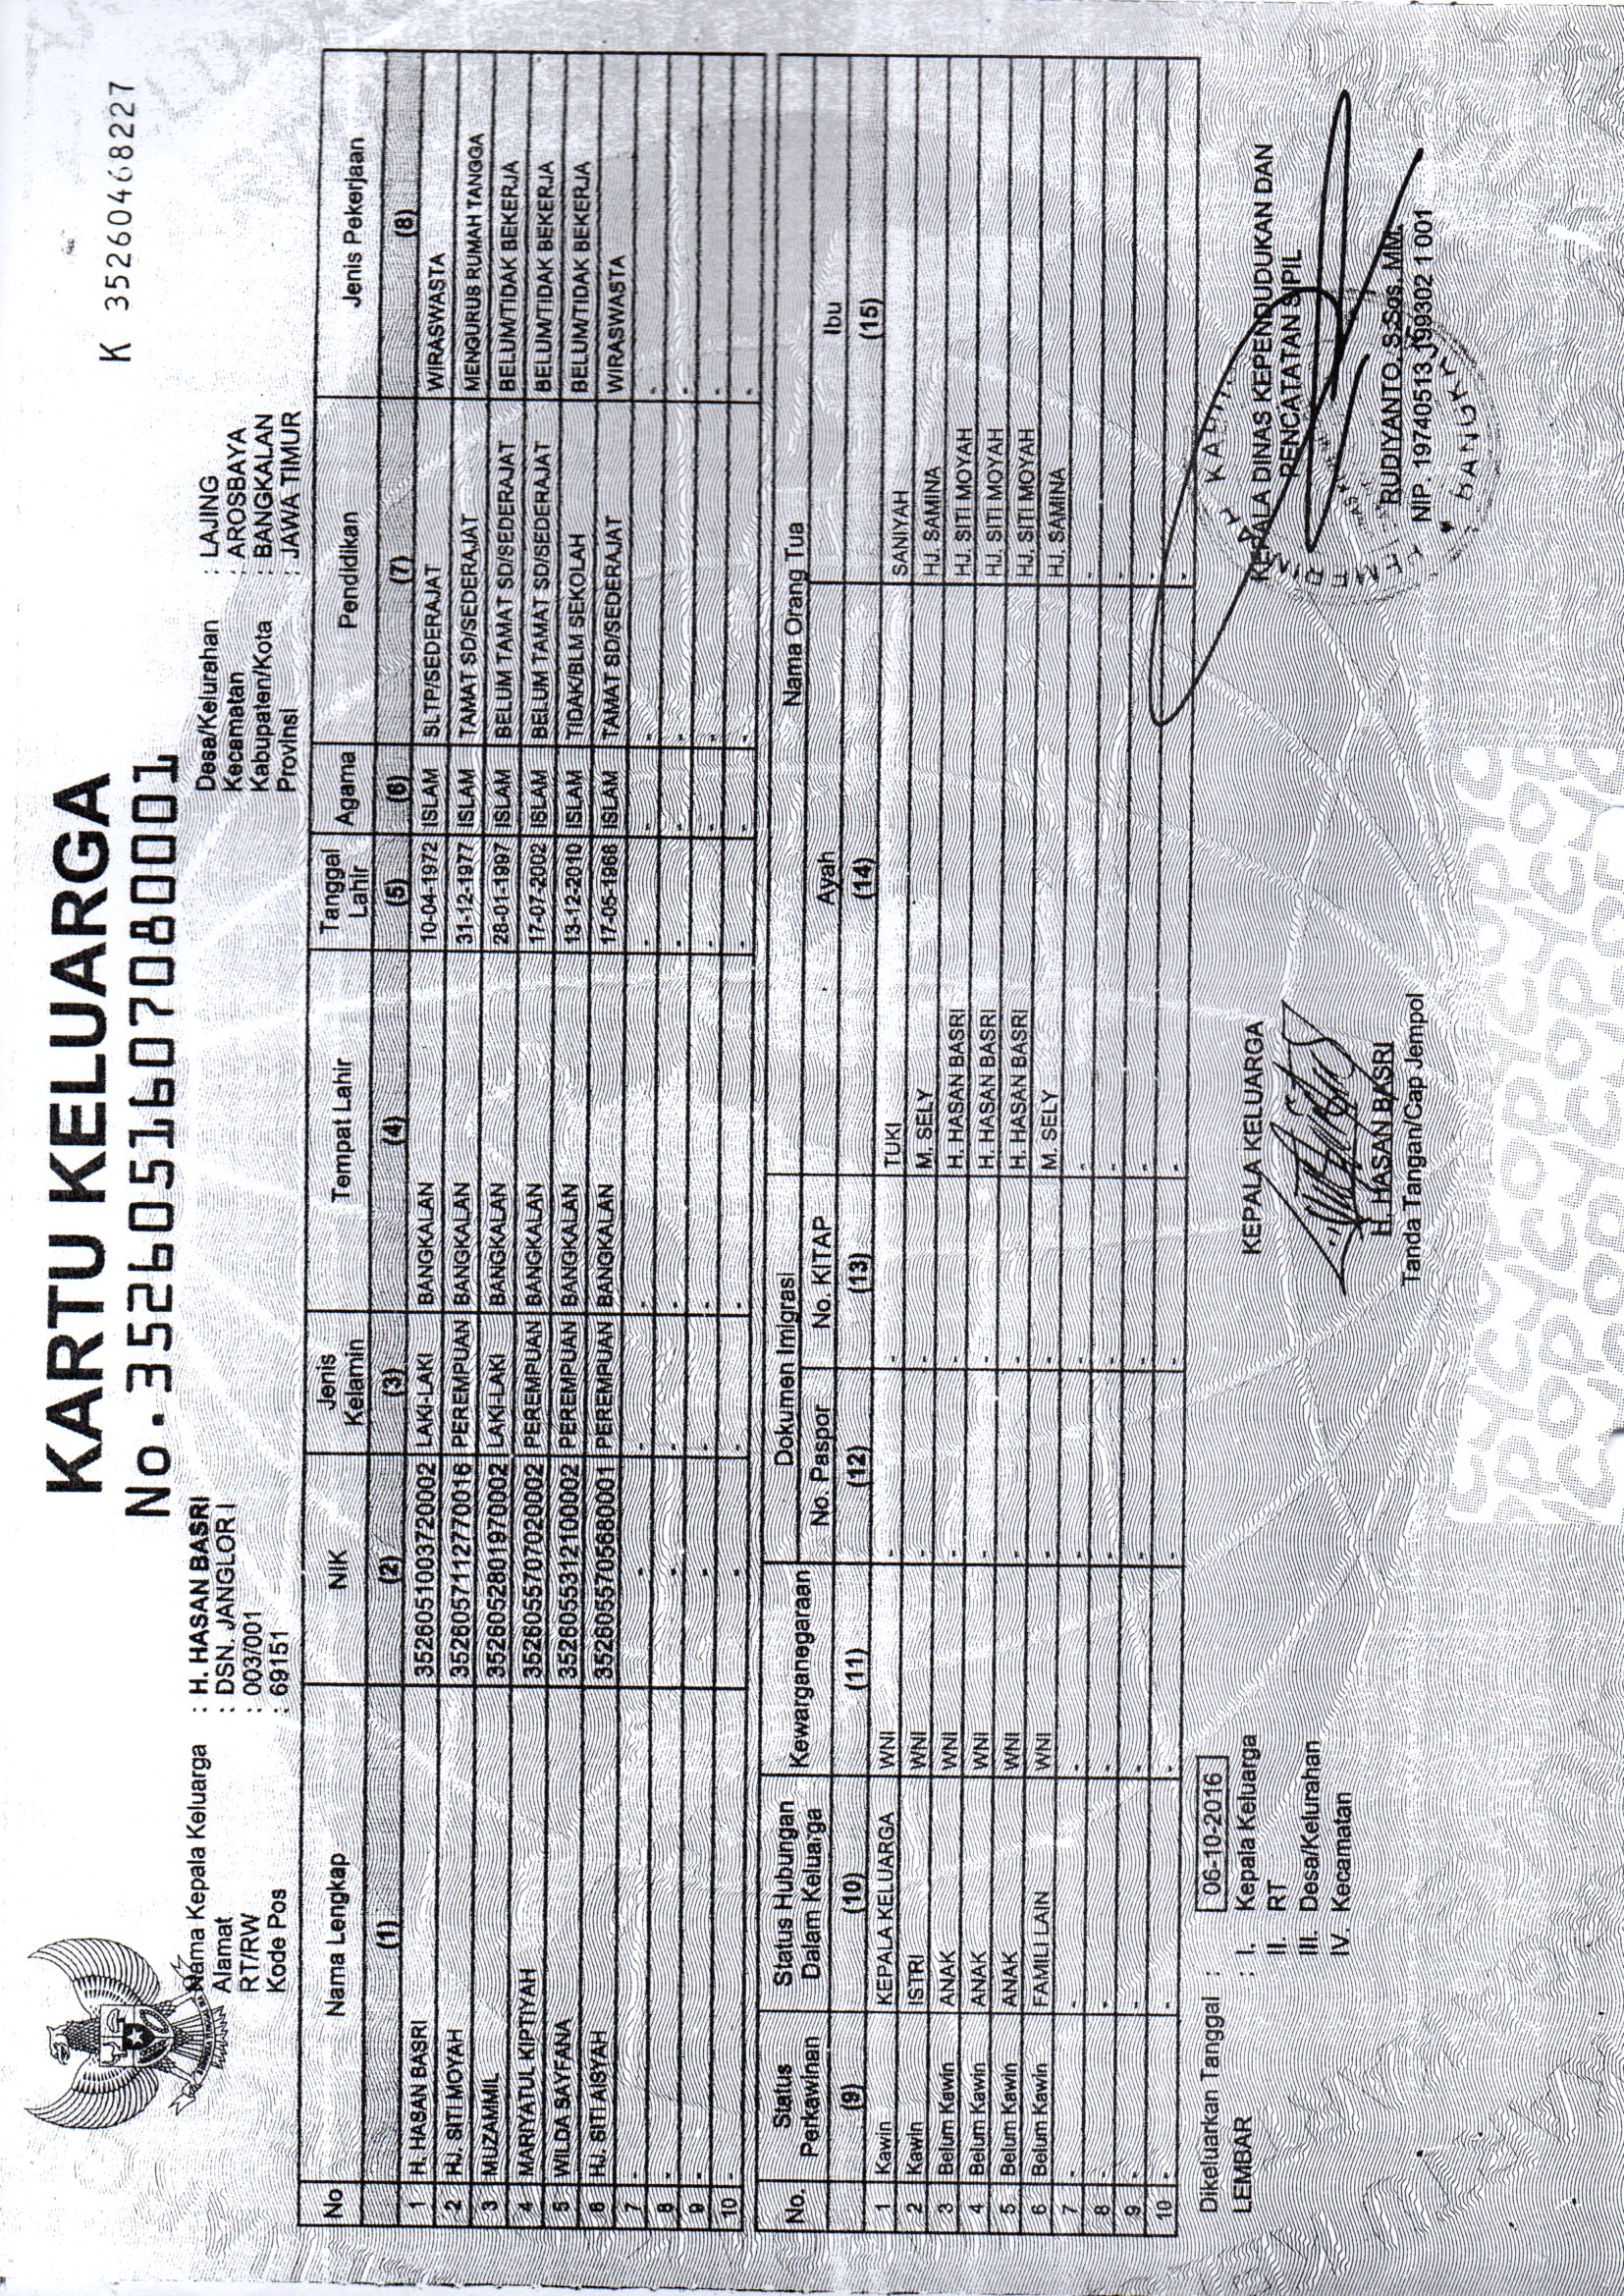 KARTU KELUARGA
No.3526051607080001
K 35260468227
Nama Kepala Keluarga : H. HASAN BASRI
Alamat : DSN. JANGLOR I
RT/RW : 003/001
Kode Pos : 69151
Desa/Kelurahan : LAJING
Kecamatan : AROSBAYA
Kabupaten/Kota : BANGKALAN
Provinsi : JAWA TIMUR
No Nama Lengkap NIK Jenis Kelamin Tempat Lahir Tanggal Lahir Agama Pendidikan Jenis Pekerjaan
(1) (2) (3) (4) (5) (6) (7) (8)
1 H. HASAN BASRI 3526051003720002 LAKI-LAKI BANGKALAN 10-04-1972 ISLAM SLTP/SEDERAJAT WIRASWASTA
2 HJ. SITI MOYAH 3526057112770016 PEREMPUAN BANGKALAN 31-12-1977 ISLAM TAMAT SD/SEDERAJAT MENGURUS RUMAH TANGGA
3 MUZAMMIL 3526052801970002 LAKI-LAKI BANGKALAN 28-01-1997 ISLAM BELUM TAMAT SD/SEDERAJAT BELUM/TIDAK BEKERJA
4 MARIYATUL KIPTIYAH 3526055707020002 PEREMPUAN BANGKALAN 17-07-2002 ISLAM BELUM TAMAT SD/SEDERAJAT BELUM/TIDAK BEKERJA
5 WILDA SAYFANA 3526055312100002 PEREMPUAN BANGKALAN 13-12-2010 ISLAM TIDAK/BLM SEKOLAH BELUM/TIDAK BEKERJA
6 HJ. SITI AISYAH 3526055705680001 PEREMPUAN BANGKALAN 17-05-1968 ISLAM TAMAT SD/SEDERAJAT WIRASWASTA
7 - - - - - - - -
8 - - - - - - - -
9 - - - - - - - -
10 - - - - - - - -
No. Status Perkawinan Status Hubungan Dalam Keluarga Kewarganegaraan Dokumen Imigrasi Nama Orang Tua
No. Paspor No. KITAP Ayah Ibu
(9) (10) (11) (12) (13) (14) (15)
1 Kawin KEPALA KELUARGA WNI - - TUKI SANIYAH
2 Kawin ISTRI WNI - - M. SELY HJ. SAMINA
3 Belum Kawin ANAK WNI - - H. HASAN BASRI HJ. SITI MOYAH
4 Belum Kawin ANAK WNI - - H. HASAN BASRI HJ. SITI MOYAH
5 Belum Kawin ANAK WNI - - H. HASAN BASRI HJ. SITI MOYAH
6 Belum Kawin FAMILI LAIN WNI - - M. SELY HJ. SAMINA
7 - - - - - - -
8 - - - - - - -
9 - - - - - - -
10 - - - - - - -
Dikeluarkan Tanggal : 06-10-2016
LEMBAR : I. Kepala Keluarga
II. RT
III. Desa/Kelurahan
IV. Kecamatan
KEPALA KELUARGA
H. HASAN BASRI
Tanda Tangan/Cap Jempol
KEPALA DINAS KEPENDUDUKAN DAN
PENCATATAN SIPIL
RUDIYANTO, S.Sos, MM.
NIP. 19740513 199302 1 001
COPY